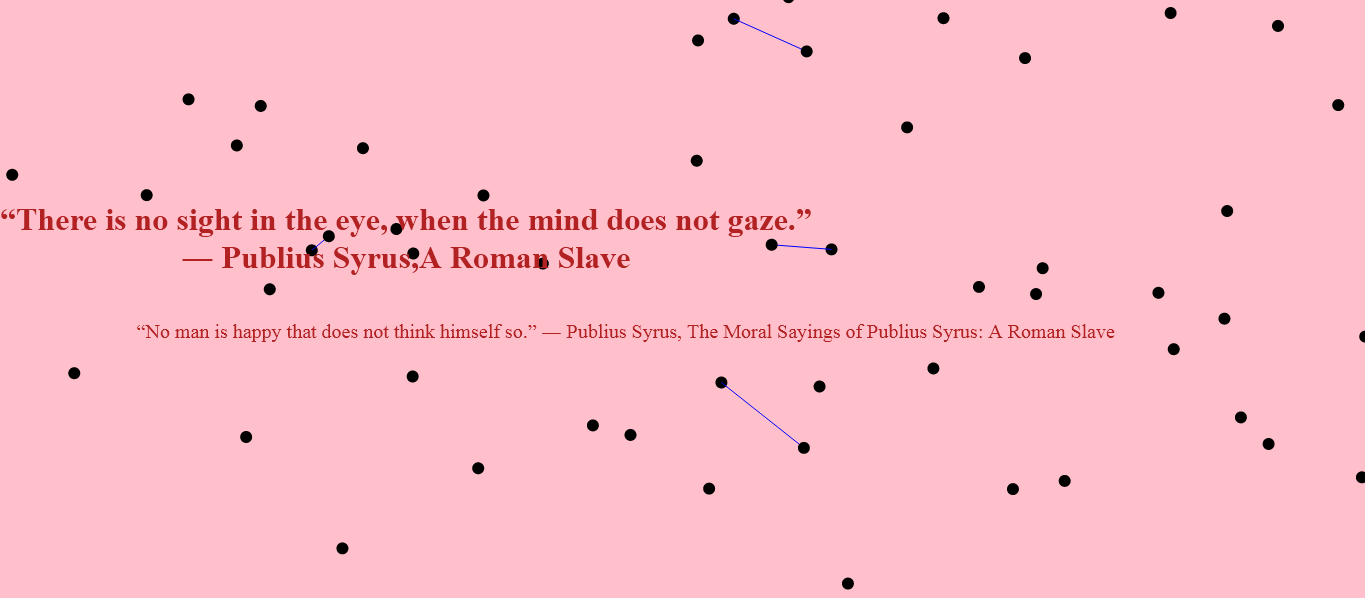 “There is no sight in the eye, when the mind does not gaze.”
— Publius Syrus,A Roman Slave
“No man is happy that does not think himself so.” — Publius Syrus, The Moral Sayings of Publius Syrus: A Roman Slave